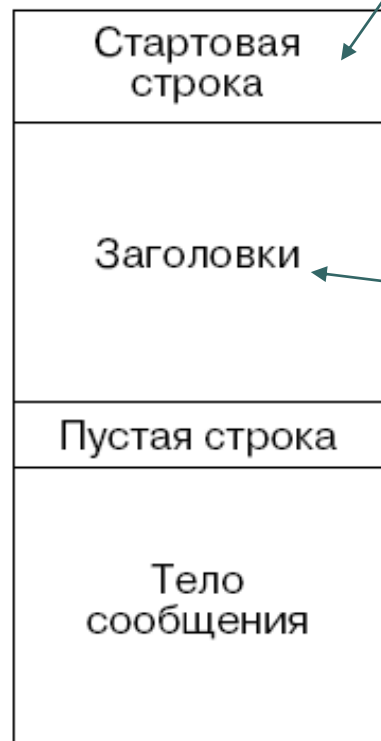 Стартовая
строка
Заголовки
Пустая строка
Тело
сообщения